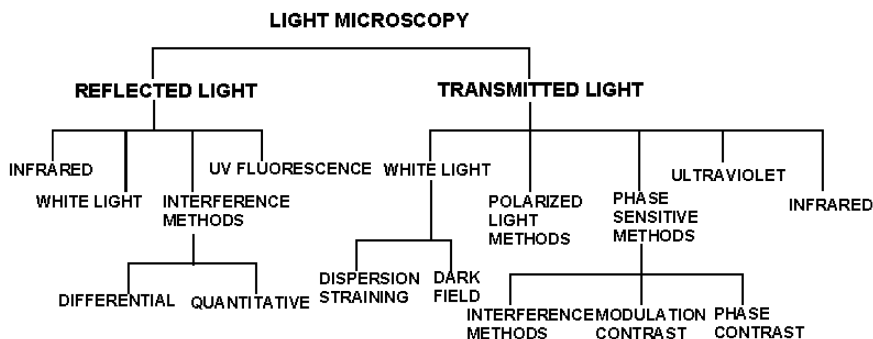 LIGHT MICROSCOPY
REFLECTED LIGHT
TRANSMITTED LIGHT
INFRARED
WHITE LIGHT
INTERFERENCE
METHODS
UV FLUORESCENCE
WHITE LIGHT
POLARIZED
LIGHT
METHODS
PHASE
SENSITIVE
METHODS
ULTRAVIOLET
INFRARED
DIFFERENTIAL
QUANTITATIVE
DISPERSION
STRAINING
DARK
FIELD
INTERFERENCE
METHODS
MODULATION
CONTRAST
PHASE
CONTRAST